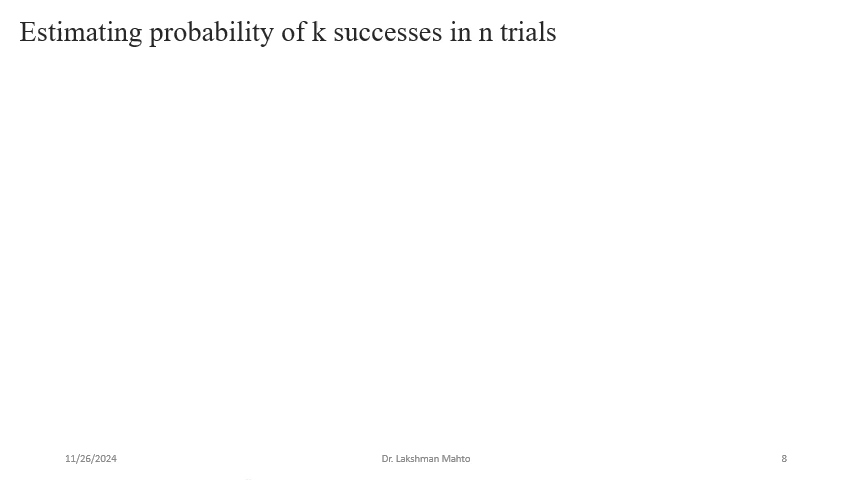 Estimating probability of k successes in n trials
11/26/2024
Dr. Lakshman Mahto
8